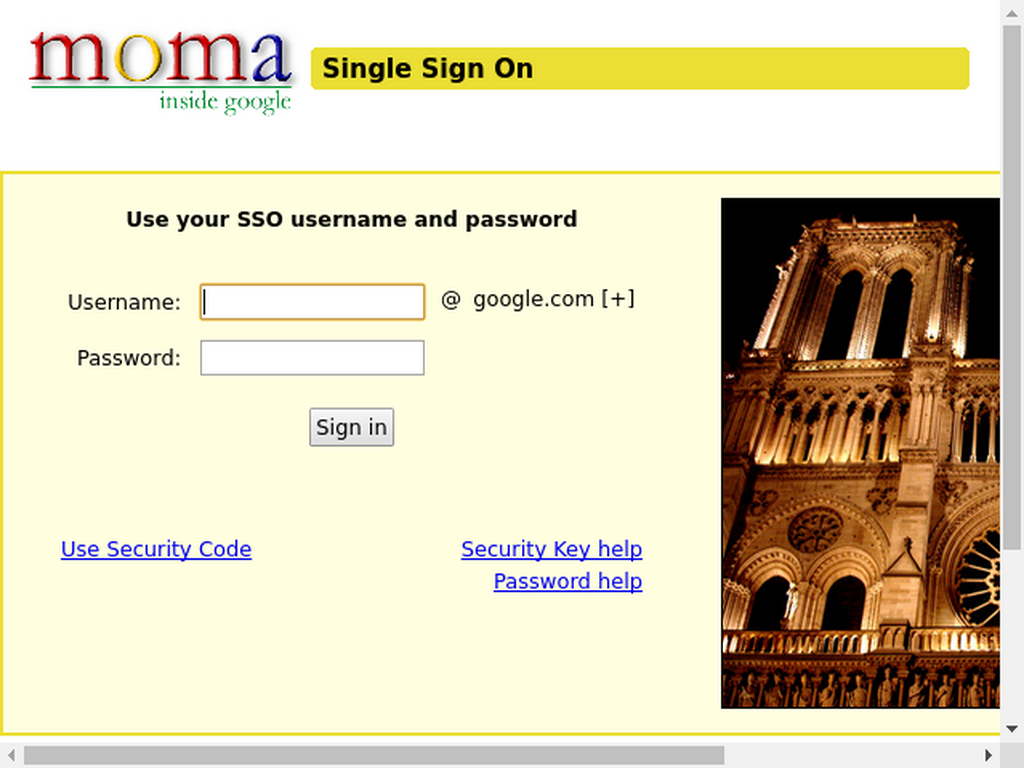 moma
inside google
Single Sign On
Use your SSO username and password
Username:
@ google.com [+]
Password:
Sign in
Use Security Code
Security Key help
Password help